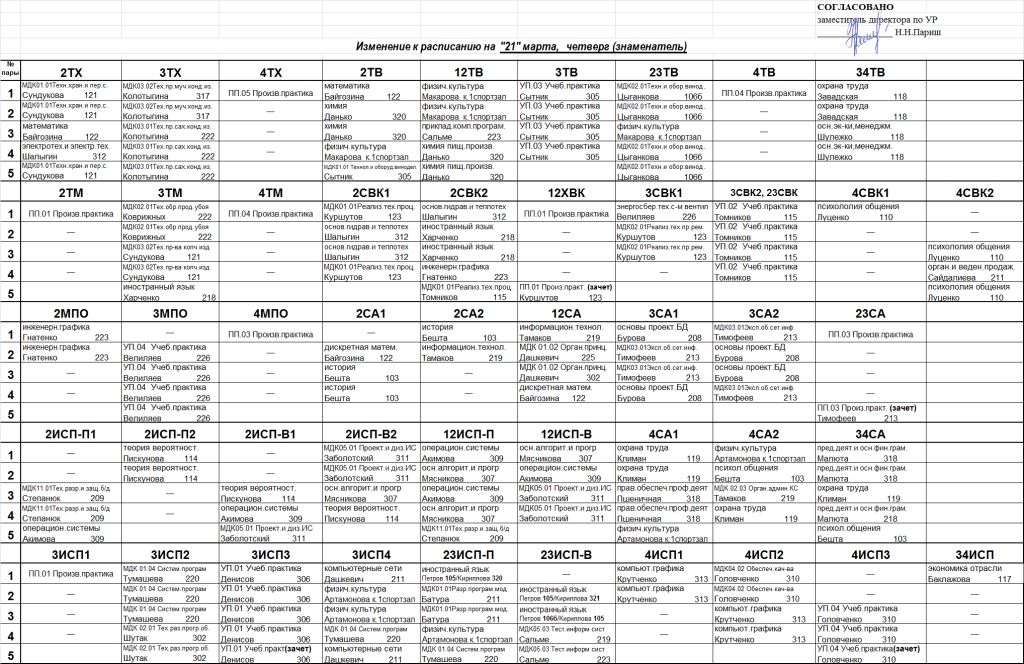 СОГЛАСОВАНО
заместитель директора по УР
Н.Н.Париш
Изменение к расписанию на "21" марта, четверг (знаменатель)
№ пары 2ТХ 3ТХ 4ТХ 2ТВ 12ТВ 3ТВ 23ТВ 4ТВ 34ТВ
1 МДК01.01Техн.хран.и пер.с. МДК03.02Тех.пр.муч.конд.из. ПП.05 Произв.практика математика физич.культура УП.03 Учеб.практика МДК02.01Техн.и обор.винод. ПП.04 Произв.практика охрана труда
Сундукова 121 Колотыгина 317 Байгозина 122 Макарова к.1спортзал Сытник 305 Цыганкова 106б Завадская 118
2 МДК01.01Техн.хран.и пер.с. МДК03.02Тех.пр.муч.конд.из. — химия физич.культура УП.03 Учеб.практика МДК02.01Техн.и обор.винод. — охрана труда
Сундукова 121 Колотыгина 317 Данько 320 Макарова к.1спортзал Сытник 305 Цыганкова 106б Завадская 118
3 математика МДК03.01Тех.пр.сах.конд.из. — химия приклад.комп.програм. УП.03 Учеб.практика физич.культура — осн.эк-ки,менеджм.
Байгозина 122 Колотыгина 222 Данько 320 Сальме 223 Сытник 305 Макарова к.1спортзал Шулежко 118
4 электротех.и электр.тех. МДК03.01Тех.пр.сах.конд.из. — физич.культура химия пищ.произв. УП.03 Учеб.практика МДК02.01Техн.и обор.винод. — осн.эк-ки,менеджм.
Шалыгин 312 Колотыгина 222 Макарова к.1спортзал Данько 320 Сытник 305 Цыганкова 106б Шулежко 118
5 МДК01.01Техн.хран.и пер.с. МДК03.01Тех.пр.сах.конд.из. МДК01.01 Технол.и оборуд.винодел. химия пищ.произв. УП.03 Учеб.практика МДК02.01Техн.и обор.винод.
Сундукова 121 Колотыгина 222 Сытник 305 Данько 320 Сытник 305 Цыганкова 106б
2ТМ 3ТМ 4ТМ 2СВК1 2СВК2 12ХВК 3СВК1 3СВК2, 23СВК 4СВК1 4СВК2
1 ПП.01 Произв.практика МДК02.01Тех.обр.прод.убоя ПП.04 Произв.практика МДК01.01Реализ.тех.проц. основ.гидрав.и теплотех ПП.01 Произв.практика энергосбер.тех.с-м вентил УП.02 Учеб.практика психология общения —
Коврижных 222 Куршутов 123 Шалыгин 312 Велиляев 226 Томников 115 Луценко 110
2 — МДК02.01Тех.обр.прод.убоя — основ.гидрав.и теплотех иностранный язык — МДК02.01Реализ.тех.пр.рем. УП.02 Учеб.практика — —
Коврижных 222 Шалыгин 312 Харченко 218 Куршутов 123 Томников 115
3 — МДК03.02Тех.пр-ва копч.изд — основ.гидрав.и теплотех иностранный язык — МДК02.01Реализ.тех.пр.рем. УП.02 Учеб.практика — психология общения
Сундукова 121 Шалыгин 312 Харченко 218 Куршутов 123 Томников 115 Луценко 110
4 — МДК03.02Тех.пр-ва копч.изд — МДК01.01Реализ.тех.проц. инженерн.графика — — УП.02 Учеб.практика — орган.и веден.продаж.
Сундукова 121 Куршутов 123 Гнатенко 223 Томников 115 Сайдалиева 211
5 иностранный язык МДК01.01Реализ.тех.проц. ПП.01 Произ.практ. (зачет) психология общения
Харченко 218 Томников 115 Куршутов 123 Луценко 110
2МПО 3МПО 4МПО 2СА1 2СА2 12СА 3СА1 3СА2 23СА
1 инженерн.графика — ПП.04 Произв.практика — история информацион.технол. основы проект.БД МДК03.01Эксп.об.сет.инф. ПП.03 Произв.практика
Гнатенко 223 Бешта 103 Тамаков 219 Бурова 208 Тимофеев 213
2 инженерн.графика УП.04 Учеб.практика — дискретная матем. информацион.технол. МДК 01.02 Орган.принц. МДК03.01Эксп.об.сет.инф. основы проект.БД —
Гнатенко 223 Велиляев 226 Байгозина 122 Тамаков 219 Дашкевич 225 Тимофеев 213 Бурова 208
3 — УП.04 Учеб.практика — история — МДК 01.02 Орган.принц. МДК03.01Эксп.об.сет.инф. основы проект.БД —
Велиляев 226 Бешта 103 Дашкевич 302 Тимофеев 213 Бурова 208
4 — УП.04 Учеб.практика — история — дискретная матем. основы проект.БД МДК03.01Эксп.об.сет.инф. —
Велиляев 226 Бешта 103 Байгозина 122 Бурова 208 Тимофеев 213
5 УП.04 Учеб.практика ПП.03 Произ.практ. (зачет)
Велиляев 226 Тимофеев 213
2ИСП-П1 2ИСП-П2 2ИСП-В1 2ИСП-В2 12ИСП-П 12ИСП-В 4СА1 4СА2 34СА
1 — теория вероятност. — МДК05.01 Проект.и диз.ИС операцион.системы осн.алгорит.и прогр охрана труда физич.культура пред.деят.и осн.фин.грам.
Пискунова 114 Заболотский 311 Акимова 309 Мясникова 307 Климан 119 Артамонова к.1спортзал Малюта 318
2 — теория вероятност. — МДК05.01 Проект.и диз.ИС осн.алгорит.и прогр операцион.системы охрана труда психол.общения пред.деят.и осн.фин.грам.
Пискунова 114 Заболотский 311 Мясникова 307 Акимова 309 Климан 119 Бешта 103 Малюта 318
3 МДК11.01Тех.разр.и защ.б/д — теория вероятност. осн.алгорит.и прогр операцион.системы МДК05.01 Проект.и диз.ИС прав.обеспеч.проф.деят МДК 02.03 Орган.админ.КС охрана труда
Степанюк 209 Пискунова 114 Мясникова 307 Акимова 309 Заболотский 311 Пшеничная 318 Тамаков 219 Климан 119
4 МДК11.01Тех.разр.и защ.б/д — операцион.системы теория вероятност. осн.алгорит.и прогр МДК05.01 Проект.и диз.ИС прав.обеспеч.проф.деят охрана труда пред.деят.и осн.фин.грам.
Степанюк 209 Акимова 309 Пискунова 114 Мясникова 307 Заболотский 311 Пшеничная 318 Климан 119 Малюта 218
5 операцион.системы МДК05.01 Проект.и диз.ИС МДК11.01Тех.разр.и защ.б/д физич.культура психол.общения
Акимова 309 Заболотский 311 Степанюк 209 Артамонова к.1спортзал Бешта 103
3ИСП1 3ИСП2 3ИСП3 3ИСП4 23ИСП-П 23ИСП-В 4ИСП1 4ИСП2 4ИСП3 34ИСП
1 ПП.01 Произв.практика МДК 01.04 Систем.програм УП.01 Учеб.практика компьютерные сети иностранный язык — компьют.графика МДК04.02 Обеспеч.кач-ва — экономика отрасли
Тумашева 220 Денисов 306 Дашкевич 211 Петров 105/Кириллова 320 Крутченко 313 Головченко 310 Баклажова 117
2 — МДК 01.04 Систем.програм УП.01 Учеб.практика физич.культура МДК01.01Разр.програм.мод. иностранный язык компьют.графика МДК04.02 Обеспеч.кач-ва — —
Тумашева 220 Денисов 306 Артамонова к.1спортзал Батура 211 Петров 105/Кириллова 321 Крутченко 313 Головченко 310
3 — МДК 01.04 Систем.програм УП.01 Учеб.практика физич.культура МДК01.01Разр.програм.мод. иностранный язык — компьют.графика УП.04 Учеб.практика —
Тумашева 220 Денисов 306 Артамонова к.1спортзал Батура 211 Петров 106б/Кириллова 105 Крутченко 313 Головченко 310
4 — МДК 02.01 Тех.раз.прогр.об. УП.01 Учеб.практика МДК 01.04 Систем.програм физич.культура МДК05.03 Тест.информ сист — компьют.графика УП.04 Учеб.практика —
Шутак 302 Денисов 306 Тумашева 220 Артамонова к.1спортзал Сальме 219 Крутченко 313 Головченко 310
5 МДК 02.01 Тех.раз.прогр.об. УП.01 Учеб.практ(зачет) компьютерные сети МДК 01.04 Систем.програм МДК05.03 Тест.информ сист УП.04 Учеб.практика(зачет)
Шутак 302 Денисов 306 Дашкевич 211 Тумашева 220 Сальме 223 Головченко 310